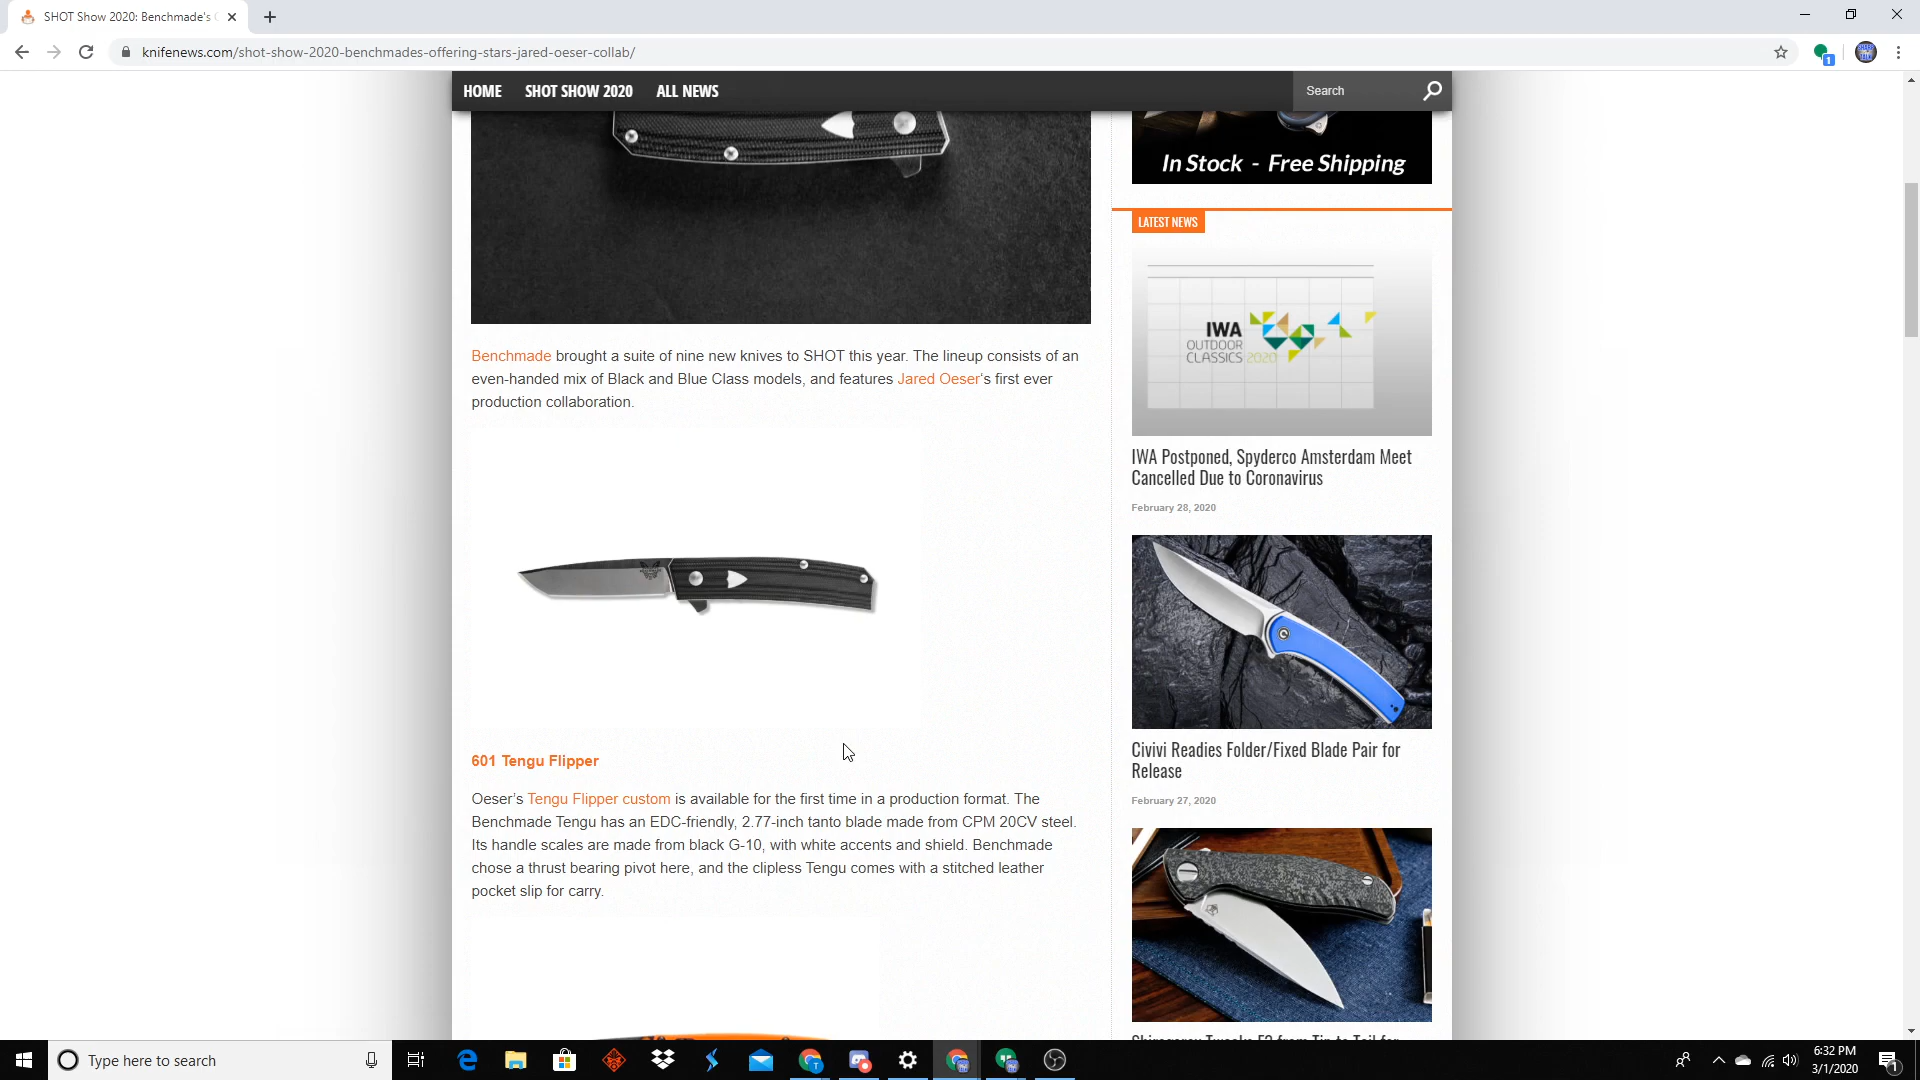 SHOT Show 2020: Benchmade's
knifenews.com/shot-show-2020-benchmades-offering-stars-jared-oeser-collab/
1
HOME SHOT SHOW 2020 ALL NEWS Search
In Stock - Free Shipping
LATEST NEWS
IWA
OUTDOOR
CLASSICS 2020
IWA Postponed, Spyderco Amsterdam Meet
Cancelled Due to Coronavirus
February 28, 2020
Civivi Readies Folder/Fixed Blade Pair for
Release
February 27, 2020
Benchmade brought a suite of nine new knives to SHOT this year. The lineup consists of an
even-handed mix of Black and Blue Class models, and features Jared Oeser‘s first ever
production collaboration.
601 Tengu Flipper
Oeser’s Tengu Flipper custom is available for the first time in a production format. The
Benchmade Tengu has an EDC-friendly, 2.77-inch tanto blade made from CPM 20CV steel.
Its handle scales are made from black G-10, with white accents and shield. Benchmade
chose a thrust bearing pivot here, and the clipless Tengu comes with a stitched leather
pocket slip for carry.
Type here to search
6:32 PM
3/1/2020
1